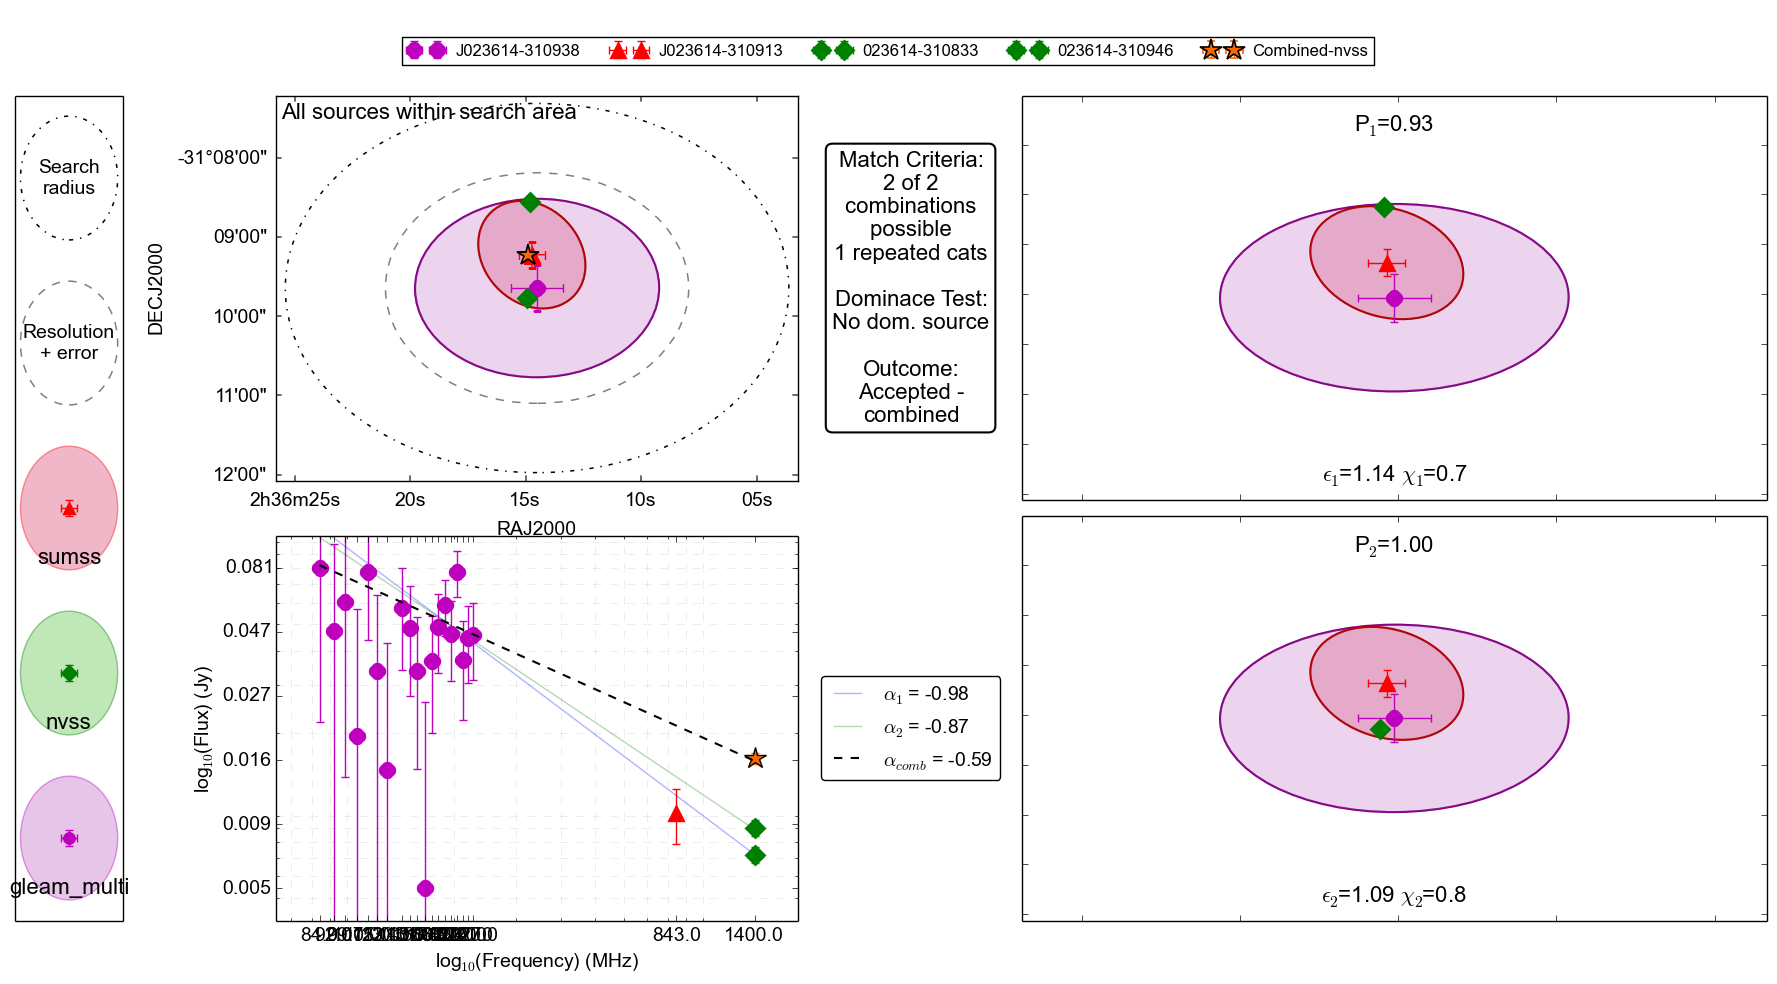 J023614-310938 J023614-310913 023614-310833 023614-310946 Combined-nvss
Search
radius
Resolution
+ error
sumss
nvss
gleam_multi
All sources within search area
-31°08'00"
09'00"
10'00"
11'00"
12'00"
DECJ2000
2h36m25s 20s 15s 10s 05s
RAJ2000
Match Criteria:
2 of 2
combinations
possible
1 repeated cats
Dominace Test:
No dom. source
Outcome:
Accepted -
combined
P₁=0.93
ϵ₁=1.14 χ₁=0.7
P₂=1.00
ϵ₂=1.09 χ₂=0.8
0.081
0.047
0.027
0.016
0.009
0.005
log₁₀(Flux) (Jy)
843.0 1400.0
log₁₀(Frequency) (MHz)
α₁ = -0.98
α₂ = -0.87
α_comb = -0.59